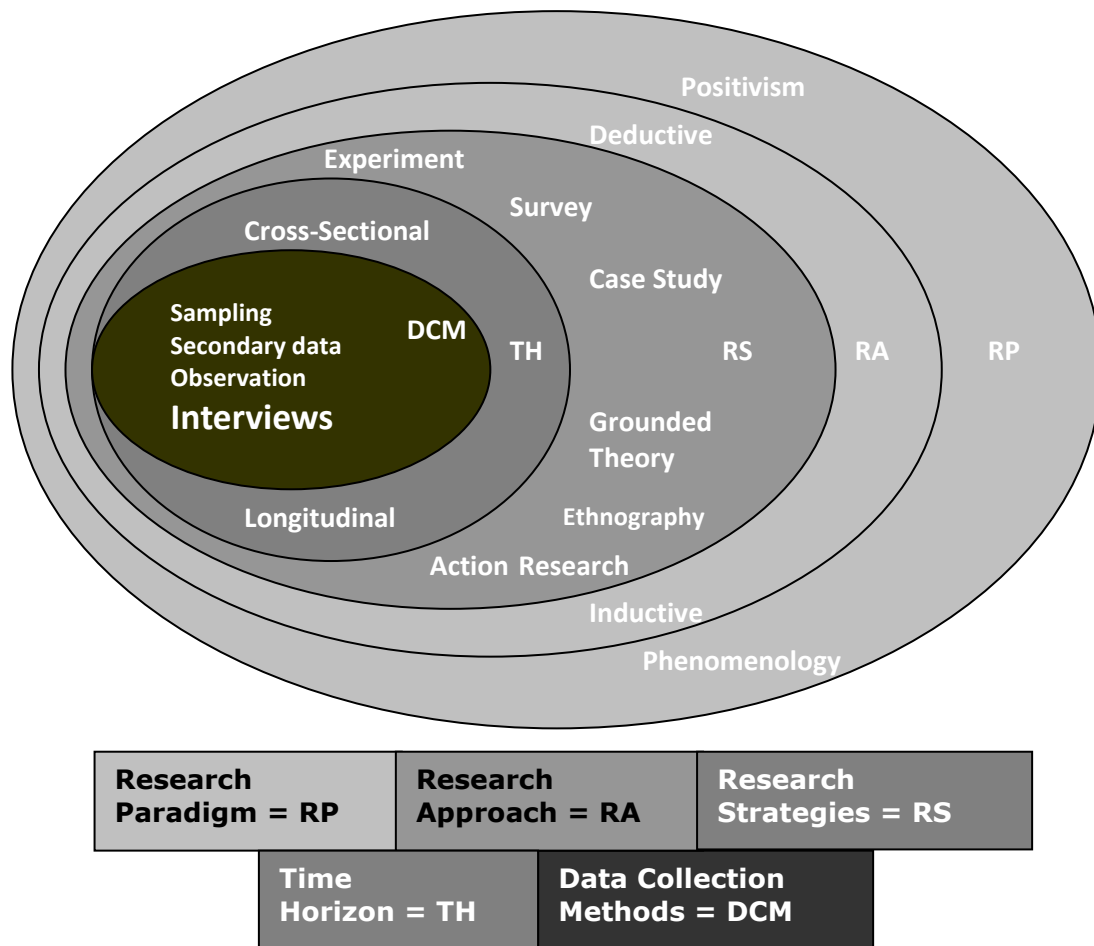 Positivism
Deductive
Experiment
Survey
Cross-Sectional
Case Study
Sampling
Secondary data
Observation
Interviews
DCM
TH
RS
RA
RP
Grounded
Theory
Longitudinal
Ethnography
Action Research
Inductive
Phenomenology
Research
Paradigm = RP
Research
Approach = RA
Research
Strategies = RS
Time
Horizon = TH
Data Collection
Methods = DCM